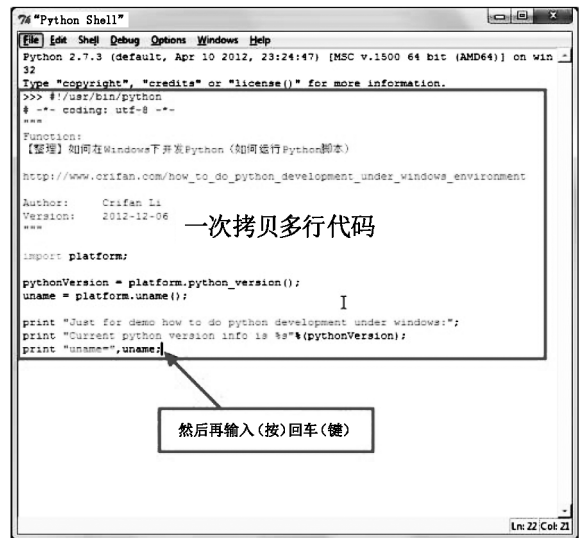 "Python Shell"
File Edit Shell Debug Options Windows Help
Python 2.7.3 (default, Apr 10 2012, 23:24:47) [MSC v.1500 64 bit (AMD64)] on win
32
Type "copyright", "credits" or "license()" for more information.
>>> #!/usr/bin/python
# -*- coding: utf-8 -*-
"""
Function:
【整理】如何在Windows下开发Python（如何运行Python脚本）
http://www.crifan.com/how_to_do_python_development_under_windows_environment
Author: Crifan Li
Version: 2012-12-06
"""
一次拷贝多行代码
import platform;
pythonVersion = platform.python_version();
uname = platform.uname();
print "Just for demo how to do python development under windows:";
print "Current python version info is %s"%(pythonVersion);
print "uname=",uname;
然后再输入(按)回车(键)
Ln: 22 Col: 21